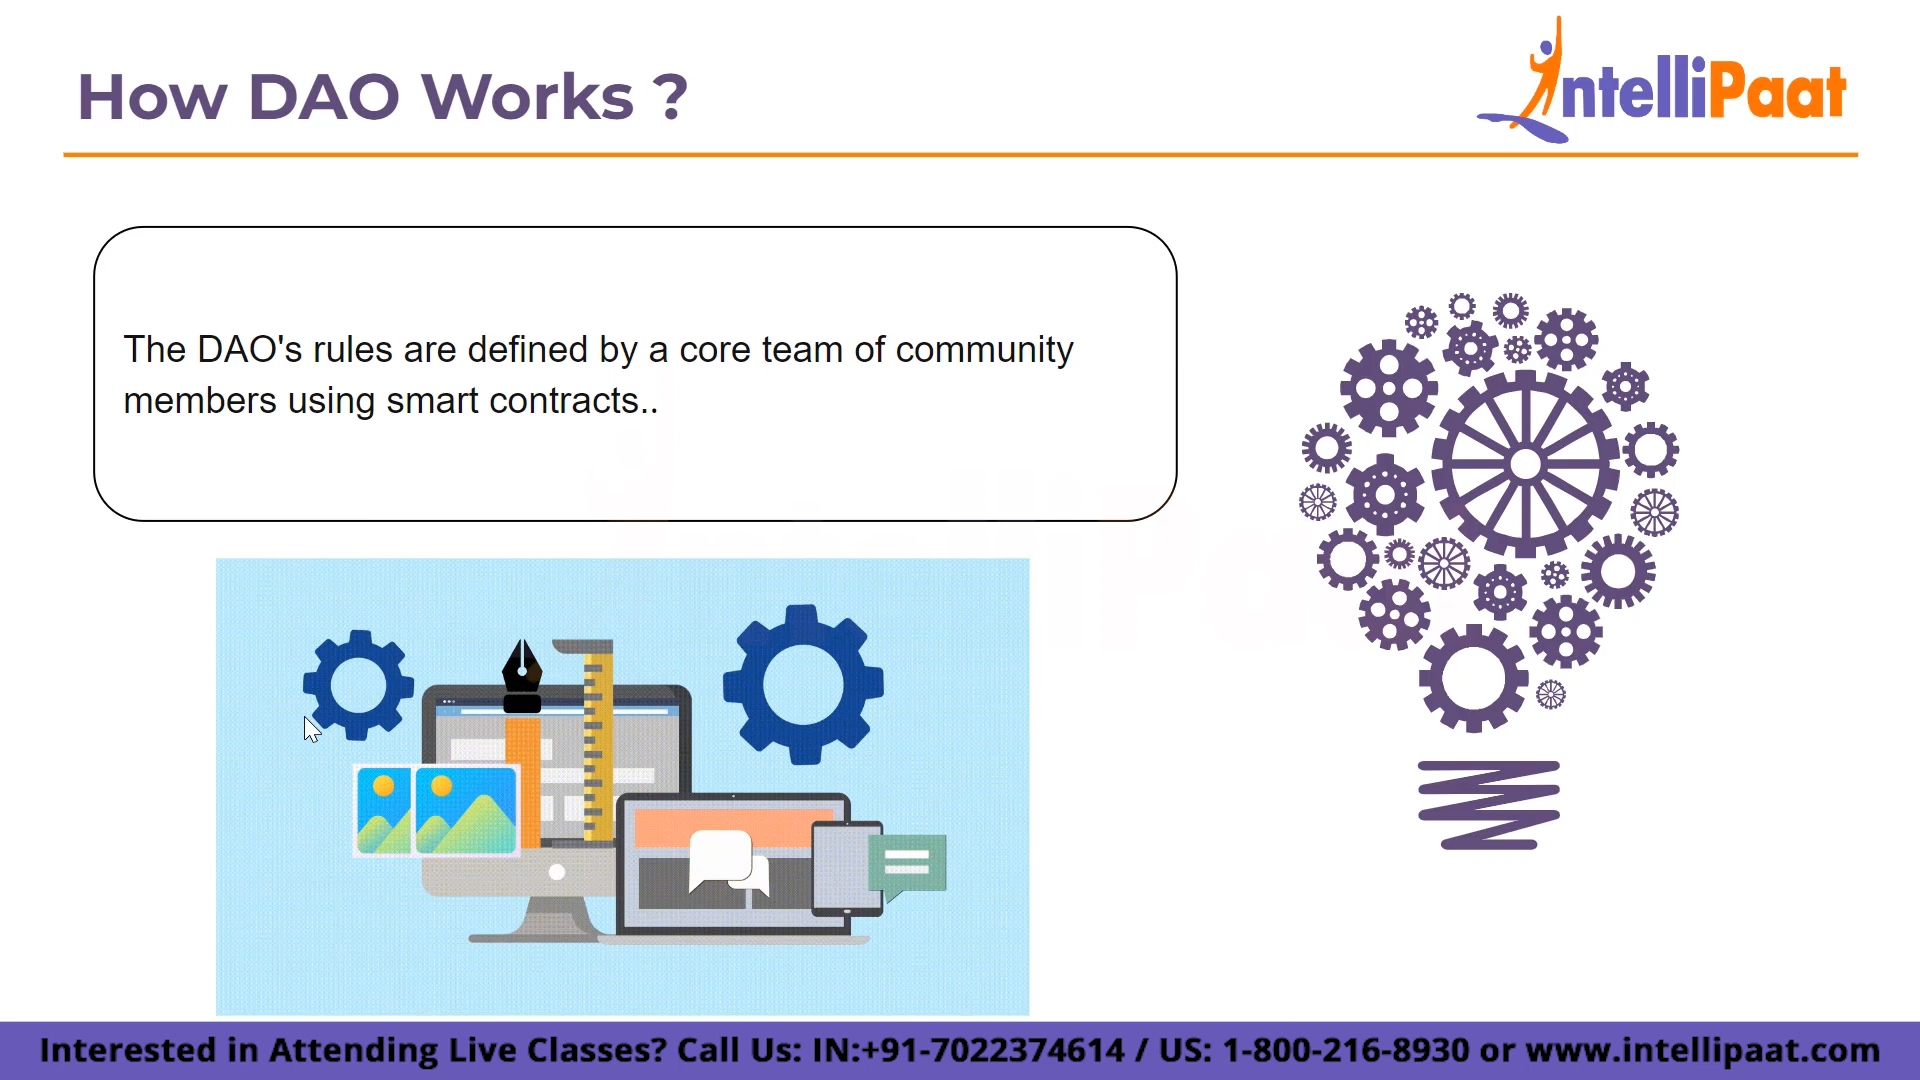 How DAO Works ?
IntelliPaat
The DAO's rules are defined by a core team of community
members using smart contracts..
Interested in Attending Live Classes? Call Us: IN:+91-7022374614 / US: 1-800-216-8930 or www.intellipaat.com